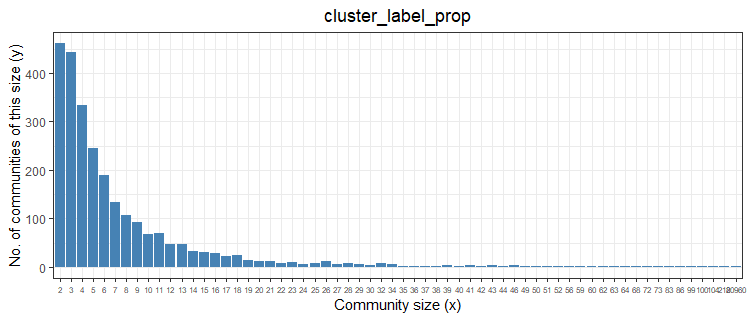 cluster_label_prop
No. of communities of this size (y)
400
300
200
100
0
2 3 4 5 6 7 8 9 10 11 12 13 14 15 16 17 18 19 20 21 22 23 24 25 26 27 28 29 30 32 34 35 36 37 38 39 40 41 42 43 44 46 49 50 51 52 56 59 60 62 63 64 68 72 73 83 86 99 100 104
Community size (x)